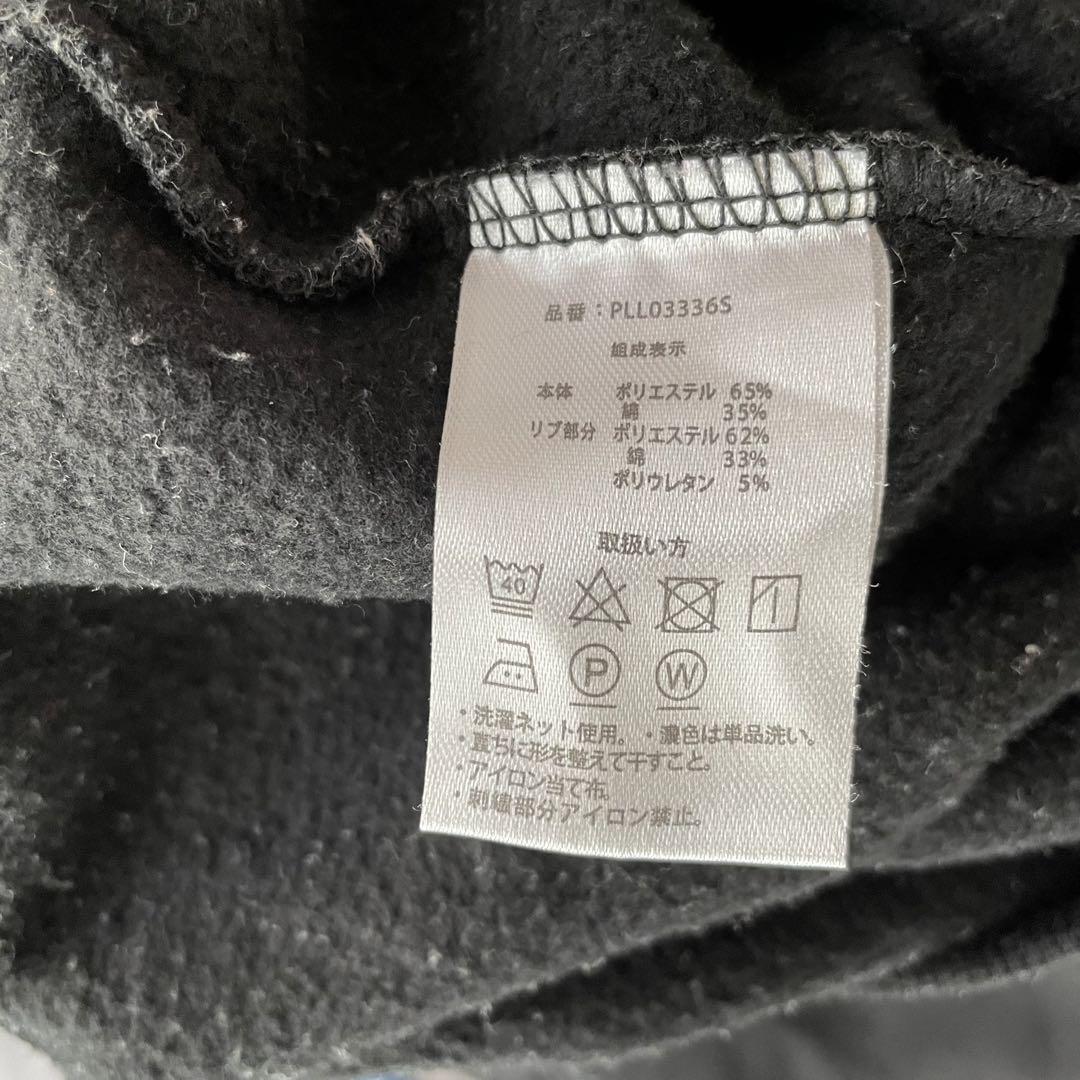 品番：PLL03336S
組成表示
本体 ポリエステル 65%
綿 35%
リブ部分 ポリエステル 62%
綿 33%
ポリウレタン 5%
取扱い方
40
P W
・洗濯ネット使用。・濃色は単品洗い。
・直ちに形を整えて干すこと。
・アイロン当て布。
・刺繍部分アイロン禁止。